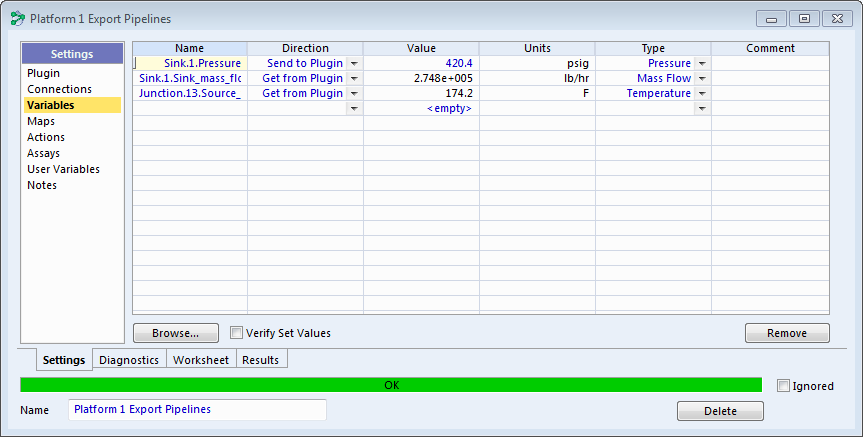 Platform 1 Export Pipelines
Settings
Plugin
Connections
Variables
Maps
Actions
Assays
User Variables
Notes
Name Direction Value Units Type Comment
Sink.1.Pressure Send to Plugin 420.4 psig Pressure
Sink.1.Sink_mass_flc Get from Plugin 2.748e+005 lb/hr Mass Flow
Junction.13.Source_ Get from Plugin 174.2 F Temperature
<empty>
Browse... Verify Set Values Remove
Settings Diagnostics Worksheet Results
OK Ignored
Name Platform 1 Export Pipelines Delete